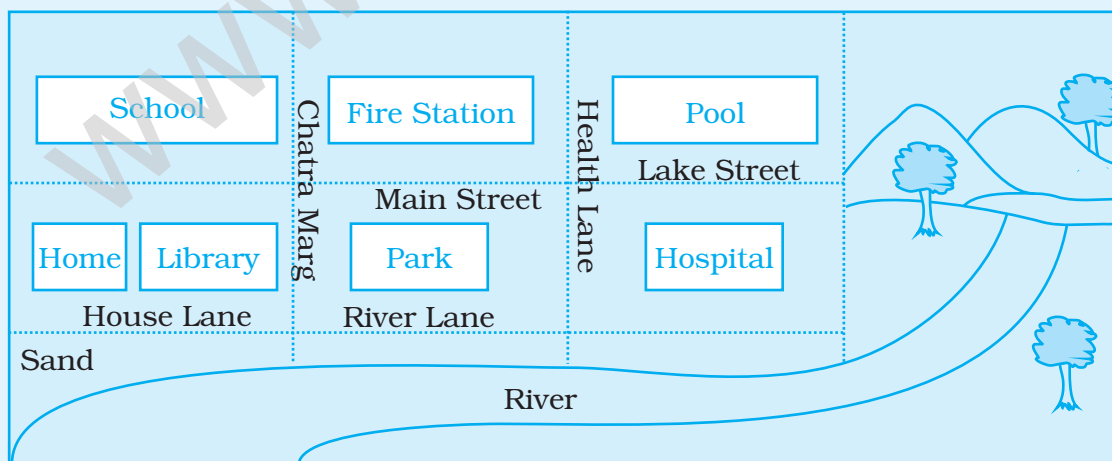 www
School
Fire Station
Pool
Chatra Marg
Health Lane
Lake Street
Main Street
Home
Library
Park
Hospital
House Lane
River Lane
Sand
River